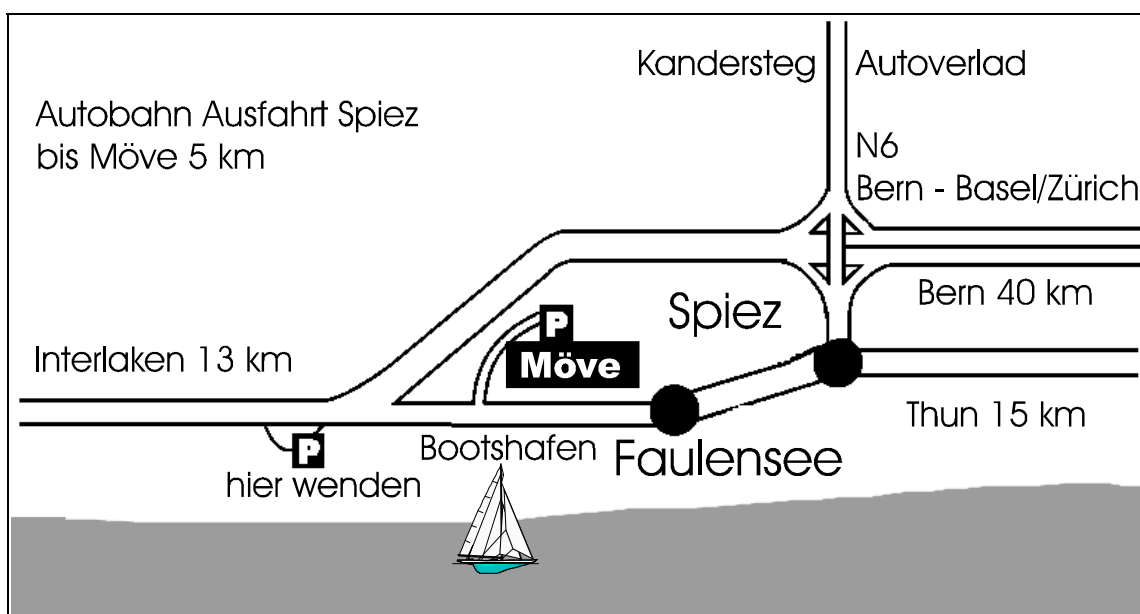 Kandersteg
Autoverlad
Autobahn Ausfahrt Spiez
bis Möve 5 km
N6
Bern - Basel/Zürich
Bern 40 km
Spiez
P
Möve
Interlaken 13 km
Thun 15 km
Bootshafen
Faulensee
P
hier wenden